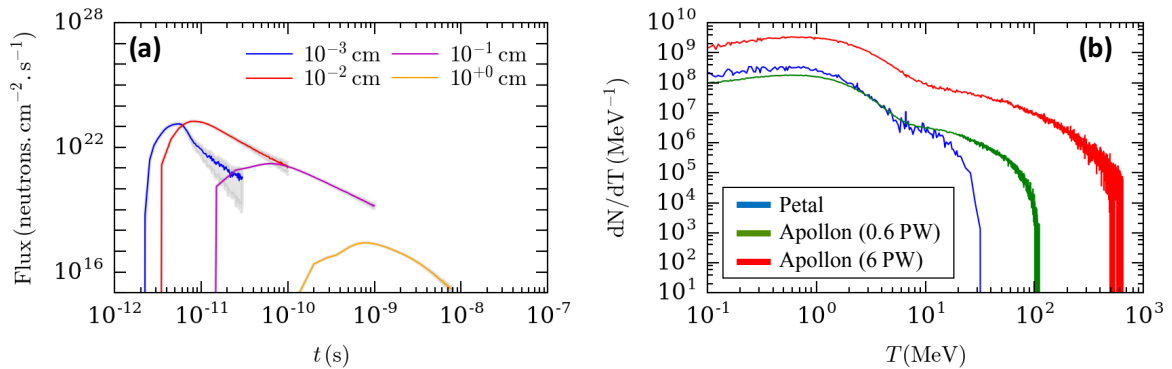 (a)
10^28
10^22
10^16
Flux (neutrons. cm^-2. s^-1)
10^-3 cm
10^-1 cm
10^-2 cm
10^+0 cm
10^-12
10^-11
10^-10
10^-9
10^-8
10^-7
t (s)
(b)
10^10
10^9
10^8
10^7
10^6
10^5
10^4
10^3
10^2
10^1
dN/dT (MeV^-1)
Petal
Apollon (0.6 PW)
Apollon (6 PW)
10^-1
10^0
10^1
10^2
10^3
T (MeV)